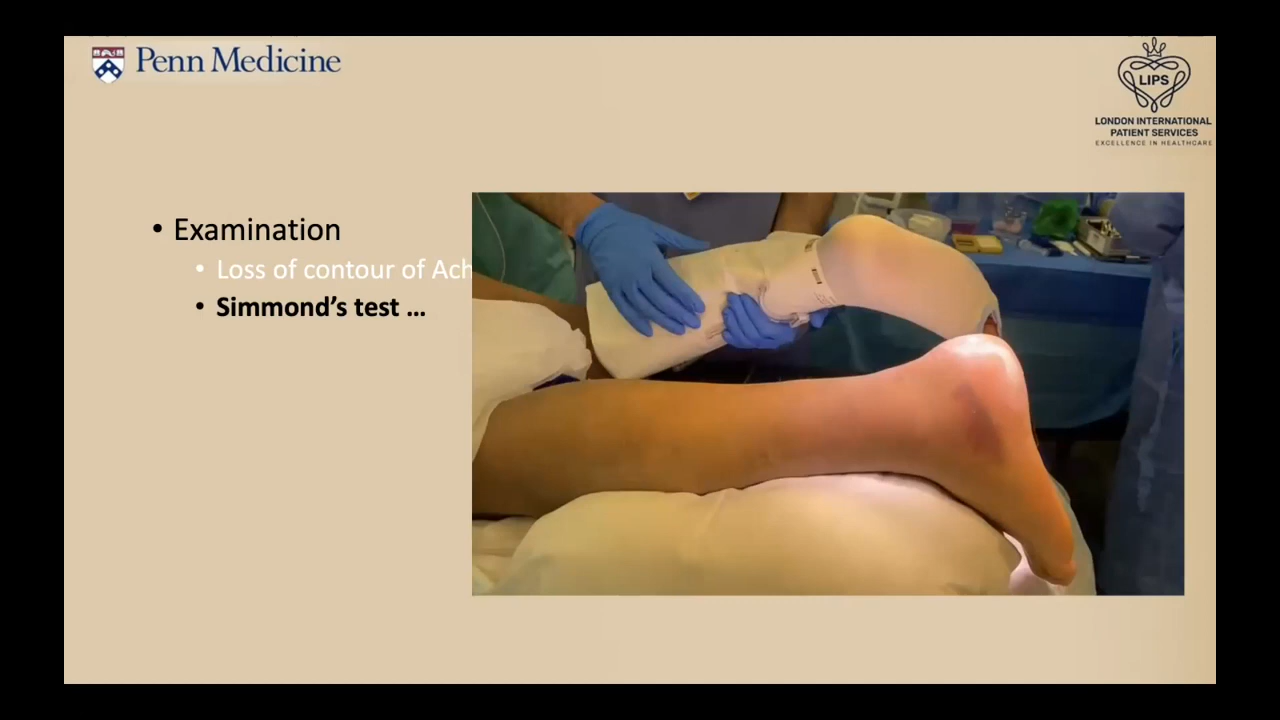 Penn Medicine
LIPS
LONDON INTERNATIONAL
PATIENT SERVICES
EXCELLENCE IN HEALTHCARE
• Examination
• Loss of contour of Ach
• Simmond’s test ...